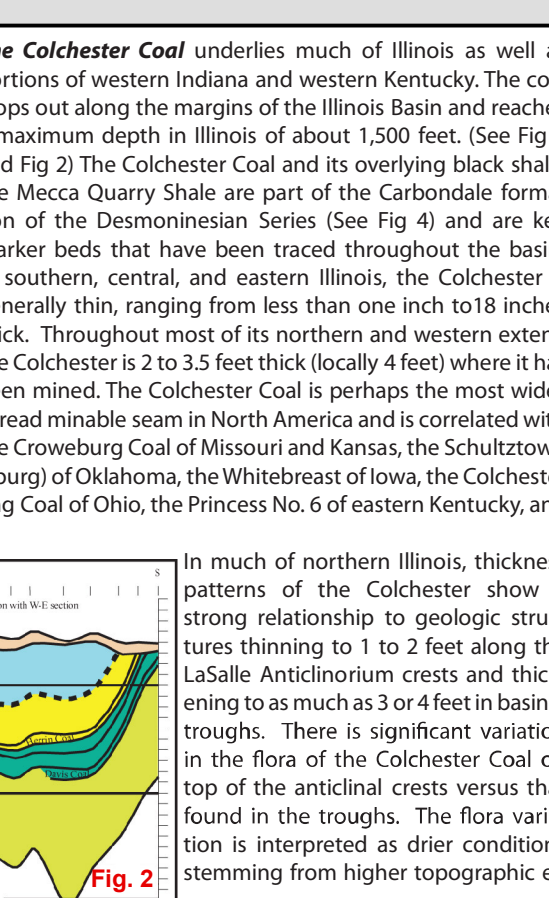 ne Colchester Coal underlies much of Illinois as well a
ortions of western Indiana and western Kentucky. The co
ops out along the margins of the Illinois Basin and reache
maximum depth in Illinois of about 1,500 feet. (See Fig
d Fig 2) The Colchester Coal and its overlying black shal
e Mecca Quarry Shale are part of the Carbondale forma
on of the Desmoninesian Series (See Fig 4) and are ke
arker beds that have been traced throughout the basi
southern, central, and eastern Illinois, the Colchester
enerally thin, ranging from less than one inch to18 inche
ick. Throughout most of its northern and western exten
e Colchester is 2 to 3.5 feet thick (locally 4 feet) where it ha
een mined. The Colchester Coal is perhaps the most wide
read minable seam in North America and is correlated wit
e Croweburg Coal of Missouri and Kansas, the Schultztow
burg) of Oklahoma, the Whitebreast of Iowa, the Colcheste
ng Coal of Ohio, the Princess No. 6 of eastern Kentucky, an
In much of northern Illinois, thicknes
patterns of the Colchester show
strong relationship to geologic stru
tures thinning to 1 to 2 feet along th
LaSalle Anticlinorium crests and thic
ening to as much as 3 or 4 feet in basin
troughs. There is significant variatio
in the flora of the Colchester Coal o
top of the anticlinal crests versus tha
found in the troughs. The flora vari
tion is interpreted as drier condition
stemming from higher topographic e
S
on with W-E section
Herrin Coal
Davis Coal
Fig. 2